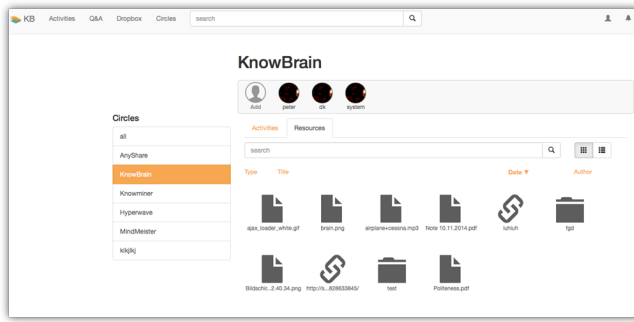 KB Activities Q&A Dropbox Circles search
KnowBrain
Add peter dk system
Circles
all
AnyShare
KnowBrain
Knowminer
Hyperwave
MindMeister
klkjlkj
Activities Resources
search
Type Title Date ▼ Author
ajax_loader_white.gif brain.png airplane+cessna.mp3 Note 10.11.2014.pdf iuhiuh fgd
Bildschir...2.40.34.png http://s...828633645/ test Politeness.pdf